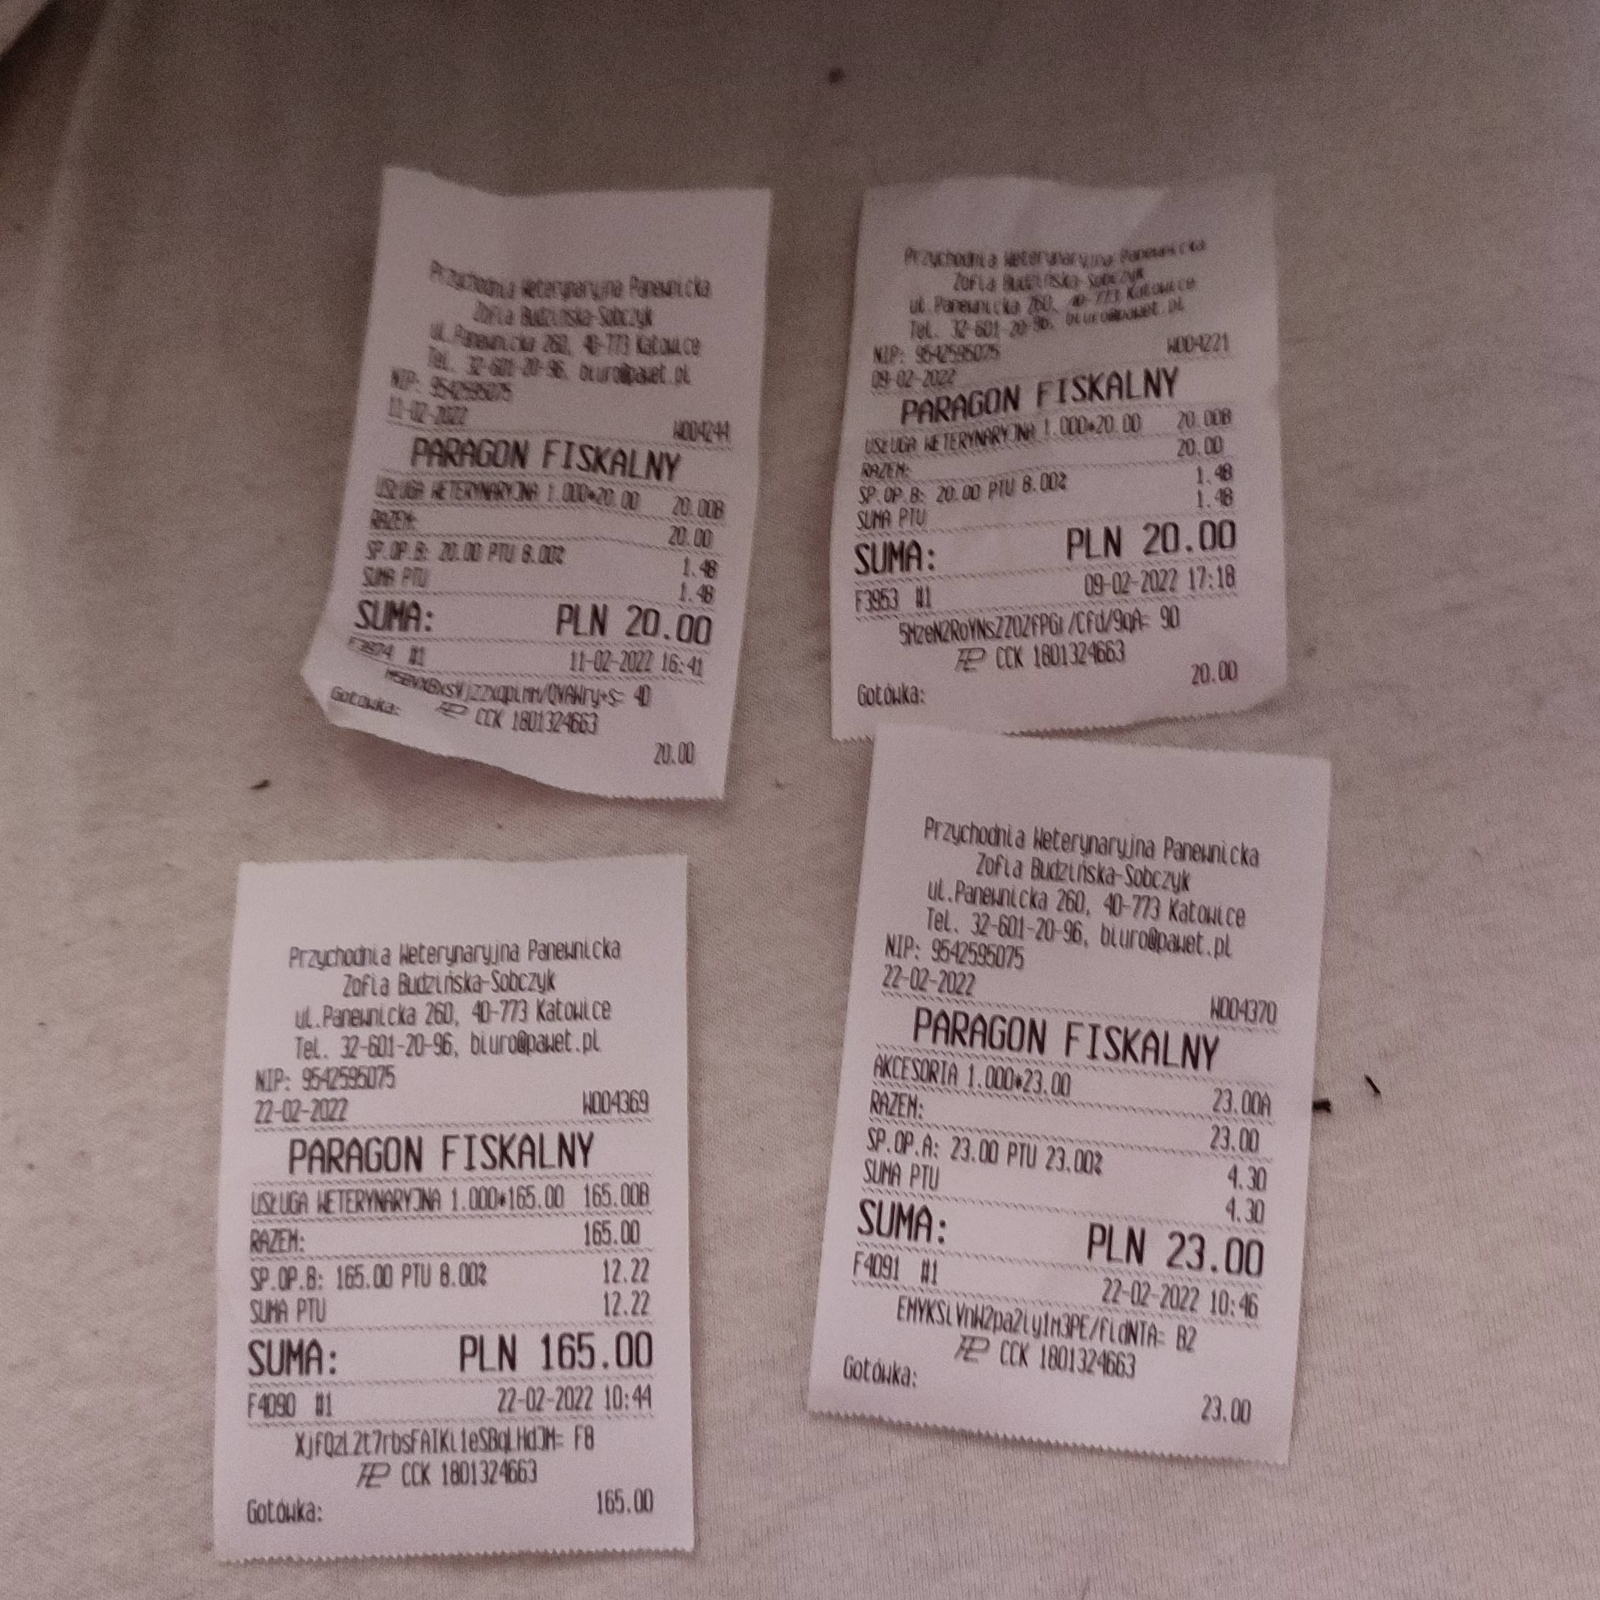 Przychodnia Weterynaryjna Panewnicka
Zofia Budzińska-Sobczyk
ul.Panewnicka 260, 40-773 Katowice
Tel. 32-601-20-96, biuro@pawet.pl
NIP: 9542595075
11-02-2022 W004244
PARAGON FISKALNY
USŁUGA WETERYNARYJNA 1.000*20.00 20.00B
RAZEM: 20.00
SP.OP.B: 20.00 PTU 8.00% 1.48
SUMA PTU 1.48
SUMA: PLN 20.00
F3974 #1 11-02-2022 16:41
40
CCK 1801324663
Gotówka: 20.00
Przychodnia Weterynaryjna Panewnicka
Zofia Budzińska-Sobczyk
ul.Panewnicka 260, 40-773 Katowice
Tel. 32-601-20-96, biuro@pawet.pl
NIP: 9542595075
09-02-2022 W004221
PARAGON FISKALNY
USŁUGA WETERYNARYJNA 1.000*20.00 20.00B
RAZEM: 20.00
SP.OP.B: 20.00 PTU 8.00% 1.48
SUMA PTU 1.48
SUMA: PLN 20.00
F3953 #1 09-02-2022 17:18
90
CCK 1801324663
Gotówka: 20.00
Przychodnia Weterynaryjna Panewnicka
Zofia Budzińska-Sobczyk
ul.Panewnicka 260, 40-773 Katowice
Tel. 32-601-20-96, biuro@pawet.pl
NIP: 9542595075
22-02-2022 W004369
PARAGON FISKALNY
USŁUGA WETERYNARYJNA 1.000*165.00 165.00B
RAZEM: 165.00
SP.OP.B: 165.00 PTU 8.00% 12.22
SUMA PTU 12.22
SUMA: PLN 165.00
F4090 #1 22-02-2022 10:44
F8
CCK 1801324663
Gotówka: 165.00
Przychodnia Weterynaryjna Panewnicka
Zofia Budzińska-Sobczyk
ul.Panewnicka 260, 40-773 Katowice
Tel. 32-601-20-96, biuro@pawet.pl
NIP: 9542595075
22-02-2022 W004370
PARAGON FISKALNY
AKCESORIA 1.000*23.00 23.00A
RAZEM: 23.00
SP.OP.A: 23.00 PTU 23.00% 4.30
SUMA PTU 4.30
SUMA: PLN 23.00
F4091 #1 22-02-2022 10:46
B2
CCK 1801324663
Gotówka: 23.00